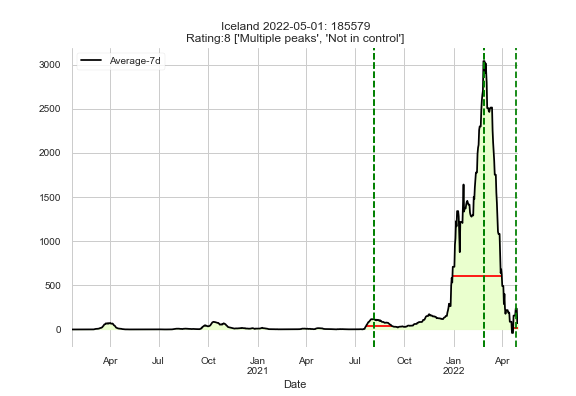 Iceland 2022-05-01: 185579
Rating:8 ['Multiple peaks', 'Not in control']
Average-7d
3000
2500
2000
1500
1000
500
0
Apr Jul Oct Jan Apr Jul Oct Jan Apr
2021 2022
Date